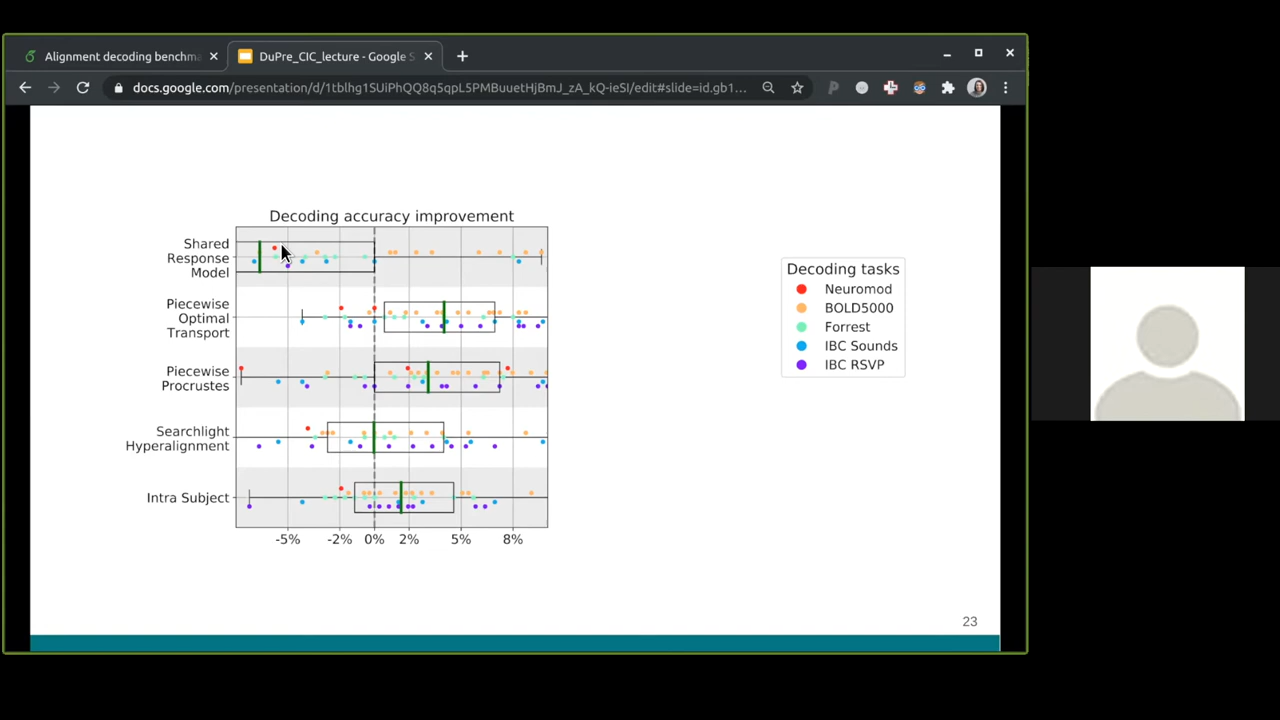 Alignment decoding benchma
DuPre_CIC_lecture - Google S
docs.google.com/presentation/d/1tblhg1SUiPhQQ8q5qpL5PMBuuetHjBmJ_zA_kQ-ieSI/edit#slide=id.gb1...
Decoding accuracy improvement
Shared
Response
Model
Piecewise
Optimal
Transport
Piecewise
Procrustes
Searchlight
Hyperalignment
Intra Subject
-5% -2% 0% 2% 5% 8%
Decoding tasks
Neuromod
BOLD5000
Forrest
IBC Sounds
IBC RSVP
23